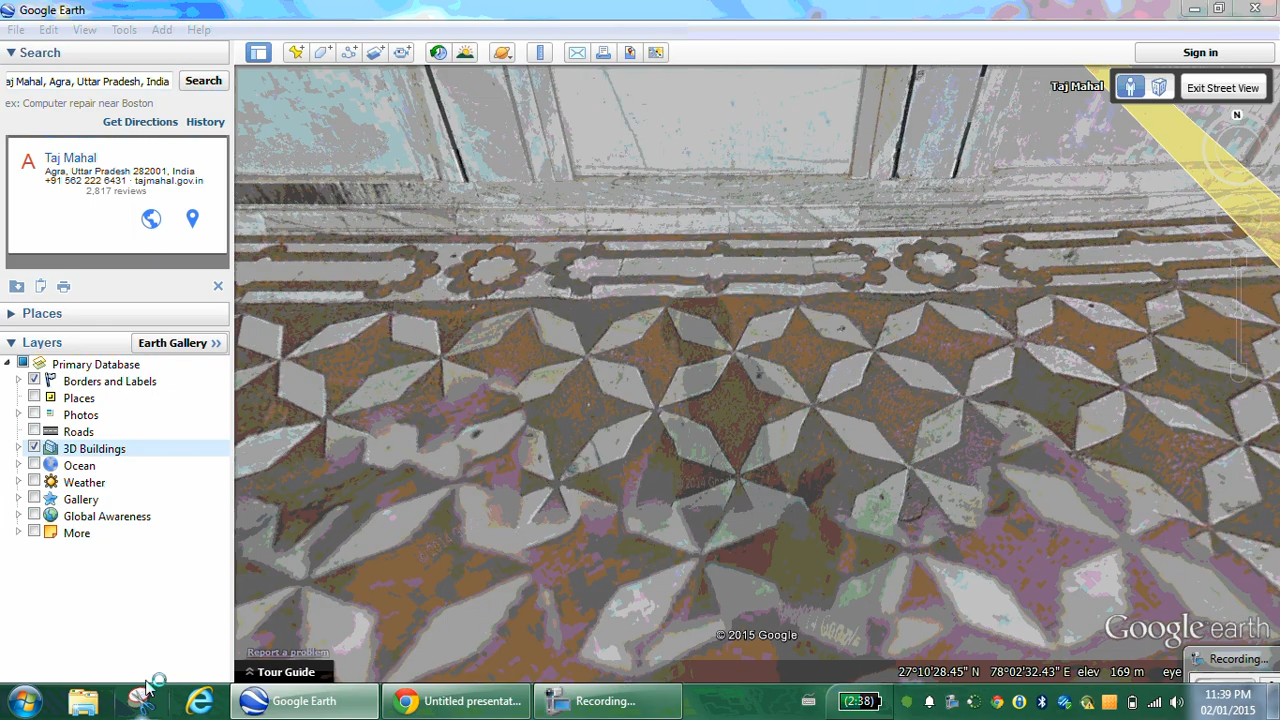 Google Earth
File Edit View Tools Add Help
Search
aj Mahal, Agra, Uttar Pradesh, India
Search
ex: Computer repair near Boston
Get Directions History
A Taj Mahal
Agra, Uttar Pradesh 282001, India
+91 562 222 6431 · tajmahal.gov.in
2,817 reviews
Places
Layers
Earth Gallery »
Primary Database
Borders and Labels
Places
Photos
Roads
3D Buildings
Ocean
Weather
Gallery
Global Awareness
More
Sign in
Taj Mahal
Exit Street View
N
© 2014 Google
© 2015 Google
Google earth
Report a problem
Tour Guide
27°10'28.45" N 78°02'32.43" E elev 169 m eye
Recording...
Google Earth
Untitled presentat...
Recording...
(2:38)
11:39 PM
02/01/2015